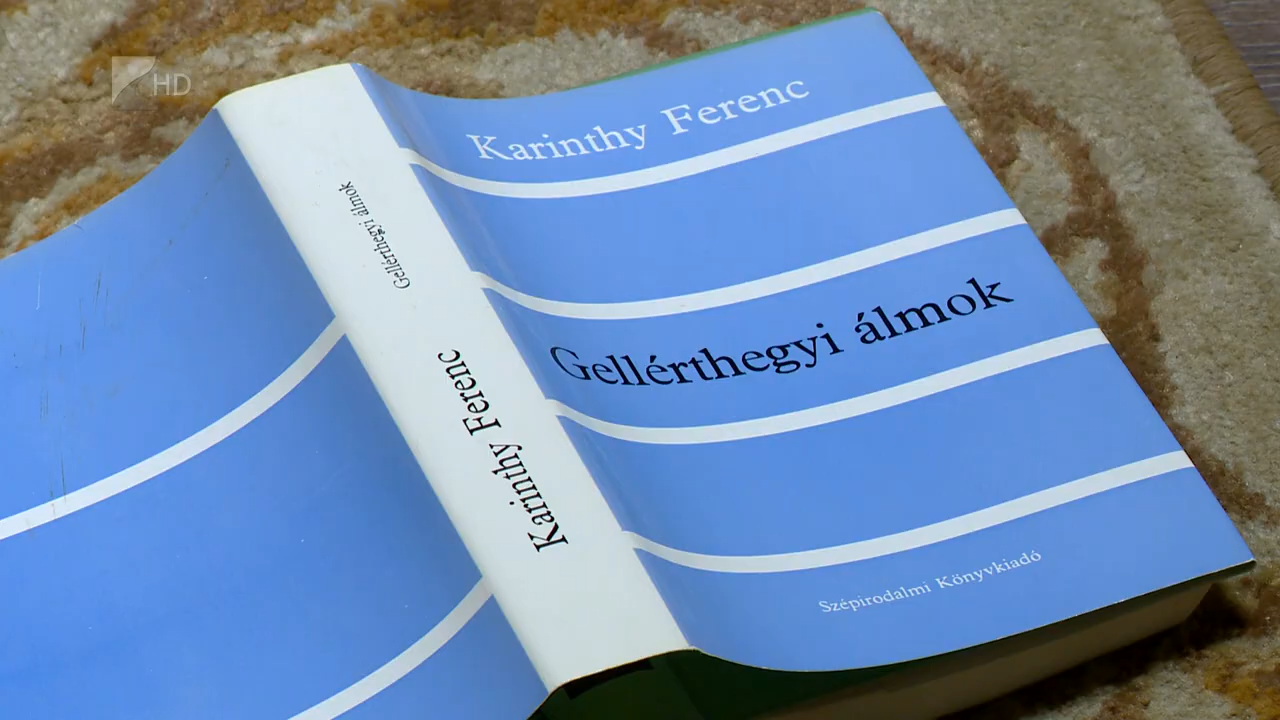 HD
Karinthy Ferenc
Gellérthegyi álmok
Szépirodalmi Könyvkiadó
Gellérthegyi álmok
Karinthy Ferenc